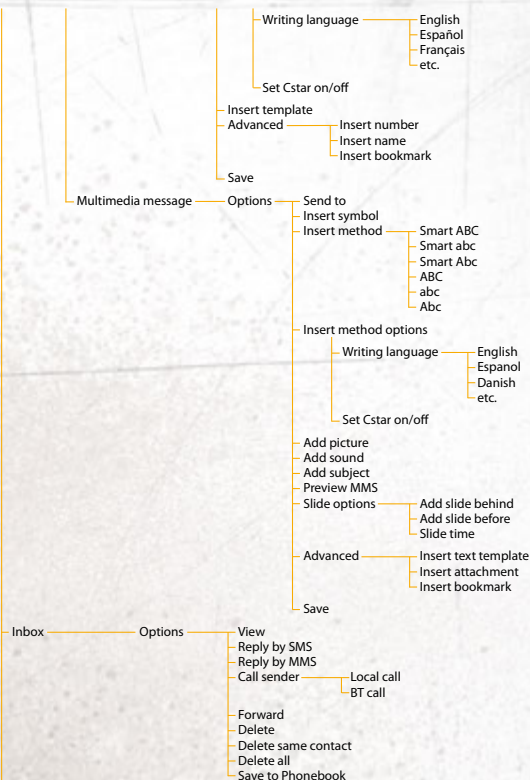 Writing language English
Español
Français
etc.
Set Cstar on/off
Insert template
Advanced Insert number
Insert name
Insert bookmark
Save
Multimedia message Options Send to
Insert symbol
Insert method Smart ABC
Smart abc
Smart Abc
ABC
abc
Abc
Insert method options
Writing language English
Espanol
Danish
etc.
Set Cstar on/off
Add picture
Add sound
Add subject
Preview MMS
Slide options Add slide behind
Add slide before
Slide time
Advanced Insert text template
Insert attachment
Insert bookmark
Save
Inbox Options View
Reply by SMS
Reply by MMS
Call sender Local call
BT call
Forward
Delete
Delete same contact
Delete all
Save to Phonebook